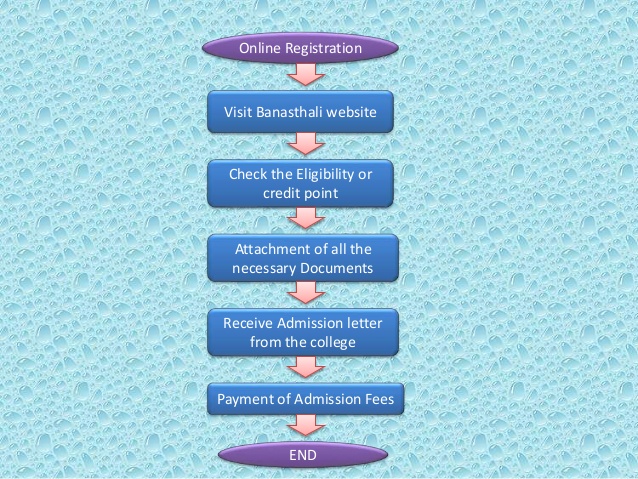 Online Registration
Visit Banasthali website
Check the Eligibility or
credit point
Attachment of all the
necessary Documents
Receive Admission letter
from the college
Payment of Admission Fees
END